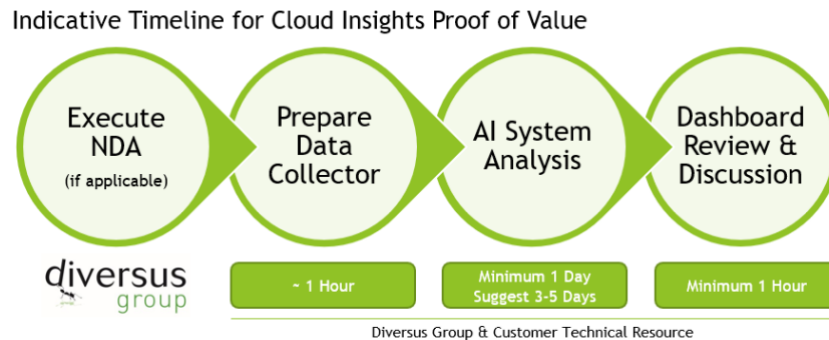 Indicative Timeline for Cloud Insights Proof of Value
Execute
NDA
(if applicable)
Prepare
Data
Collector
AI System
Analysis
Dashboard
Review &
Discussion
diversus
group
~ 1 Hour
Minimum 1 Day
Suggest 3-5 Days
Minimum 1 Hour
Diversus Group & Customer Technical Resource